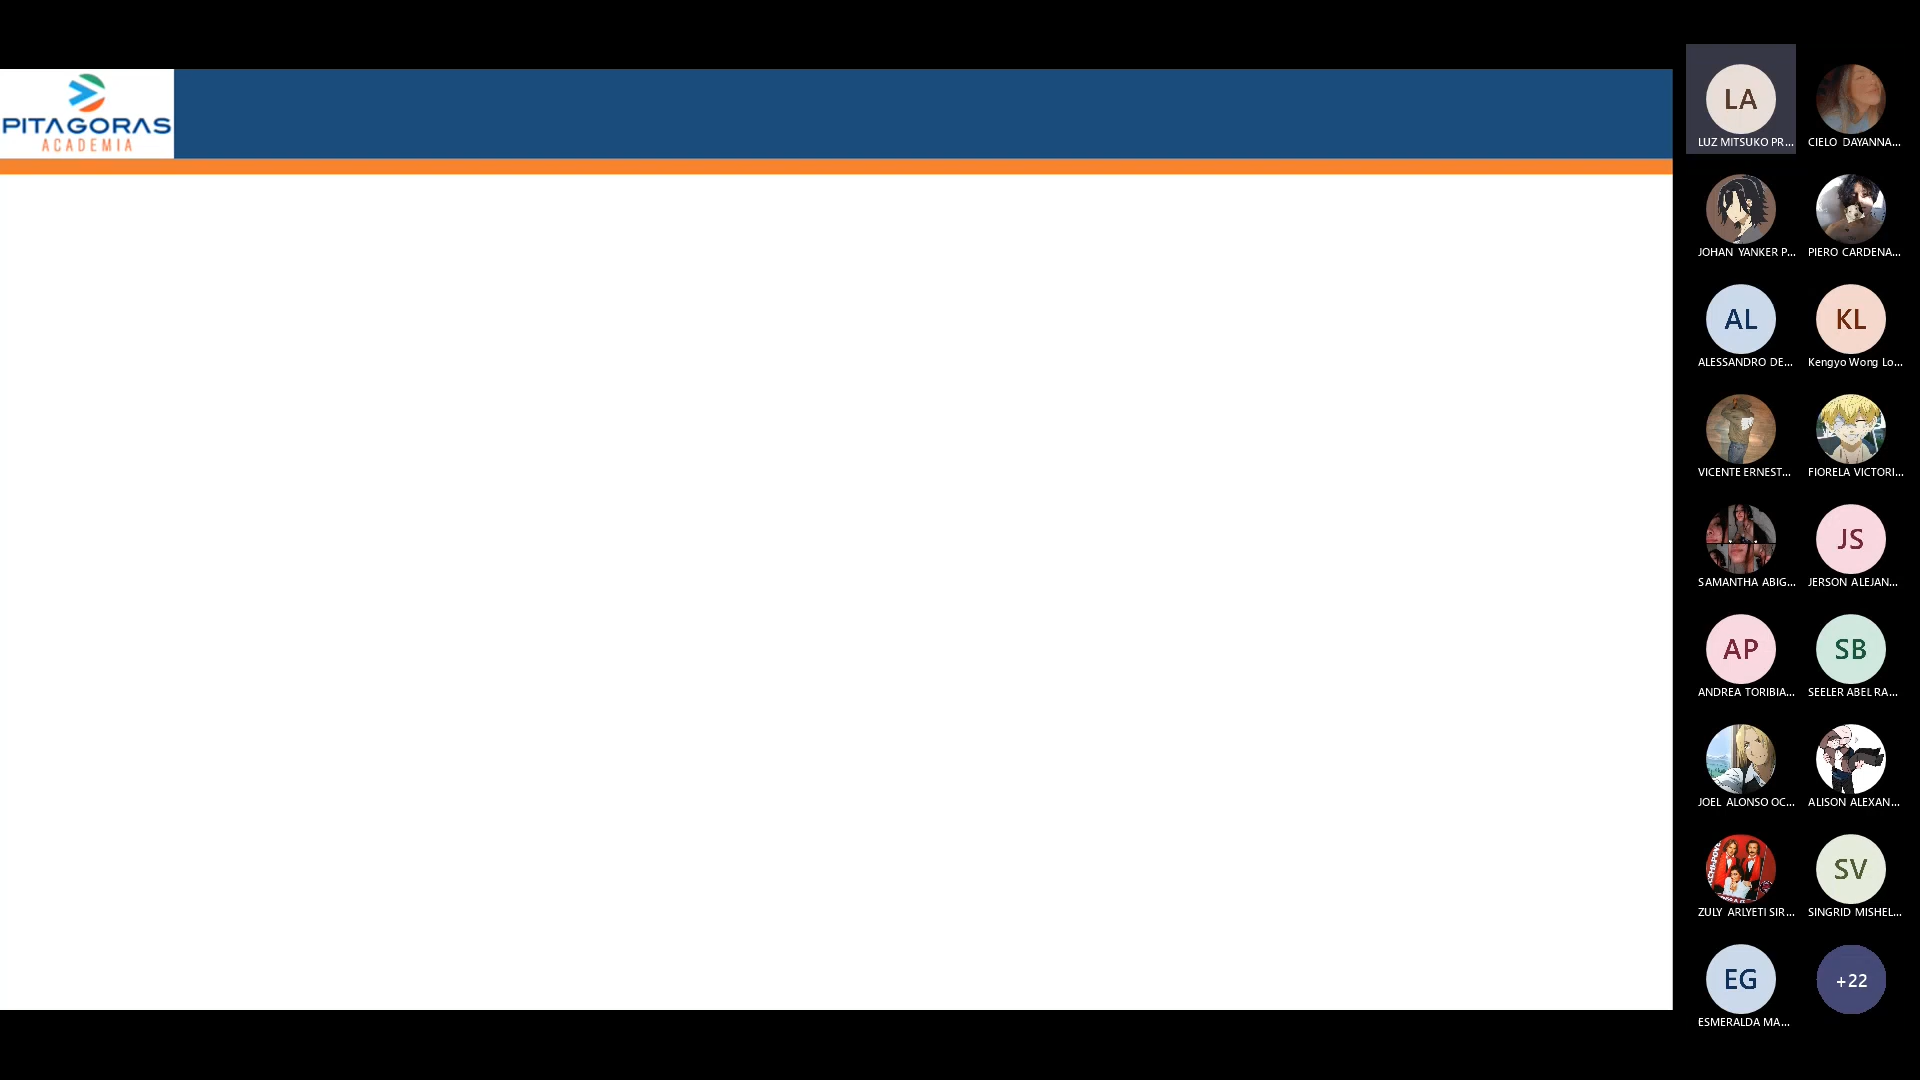 PITAGORAS
ACADEMIA
LA
LUZ MITSUKO PR...
CIELO DAYANNA...
JOHAN YANKER P...
PIERO CARDENA...
AL
ALESSANDRO DE...
KL
Kengyo Wong Lo...
VICENTE ERNEST...
FIORELA VICTORI...
SAMANTHA ABIG...
JS
JERSON ALEJAN...
AP
ANDREA TORIBIA...
SB
SEELER ABEL RA...
JOEL ALONSO OC...
ALISON ALEXAN...
ZULY ARLYETI SIR...
SV
SINGRID MISHEL...
EG
ESMERALDA MA...
+22